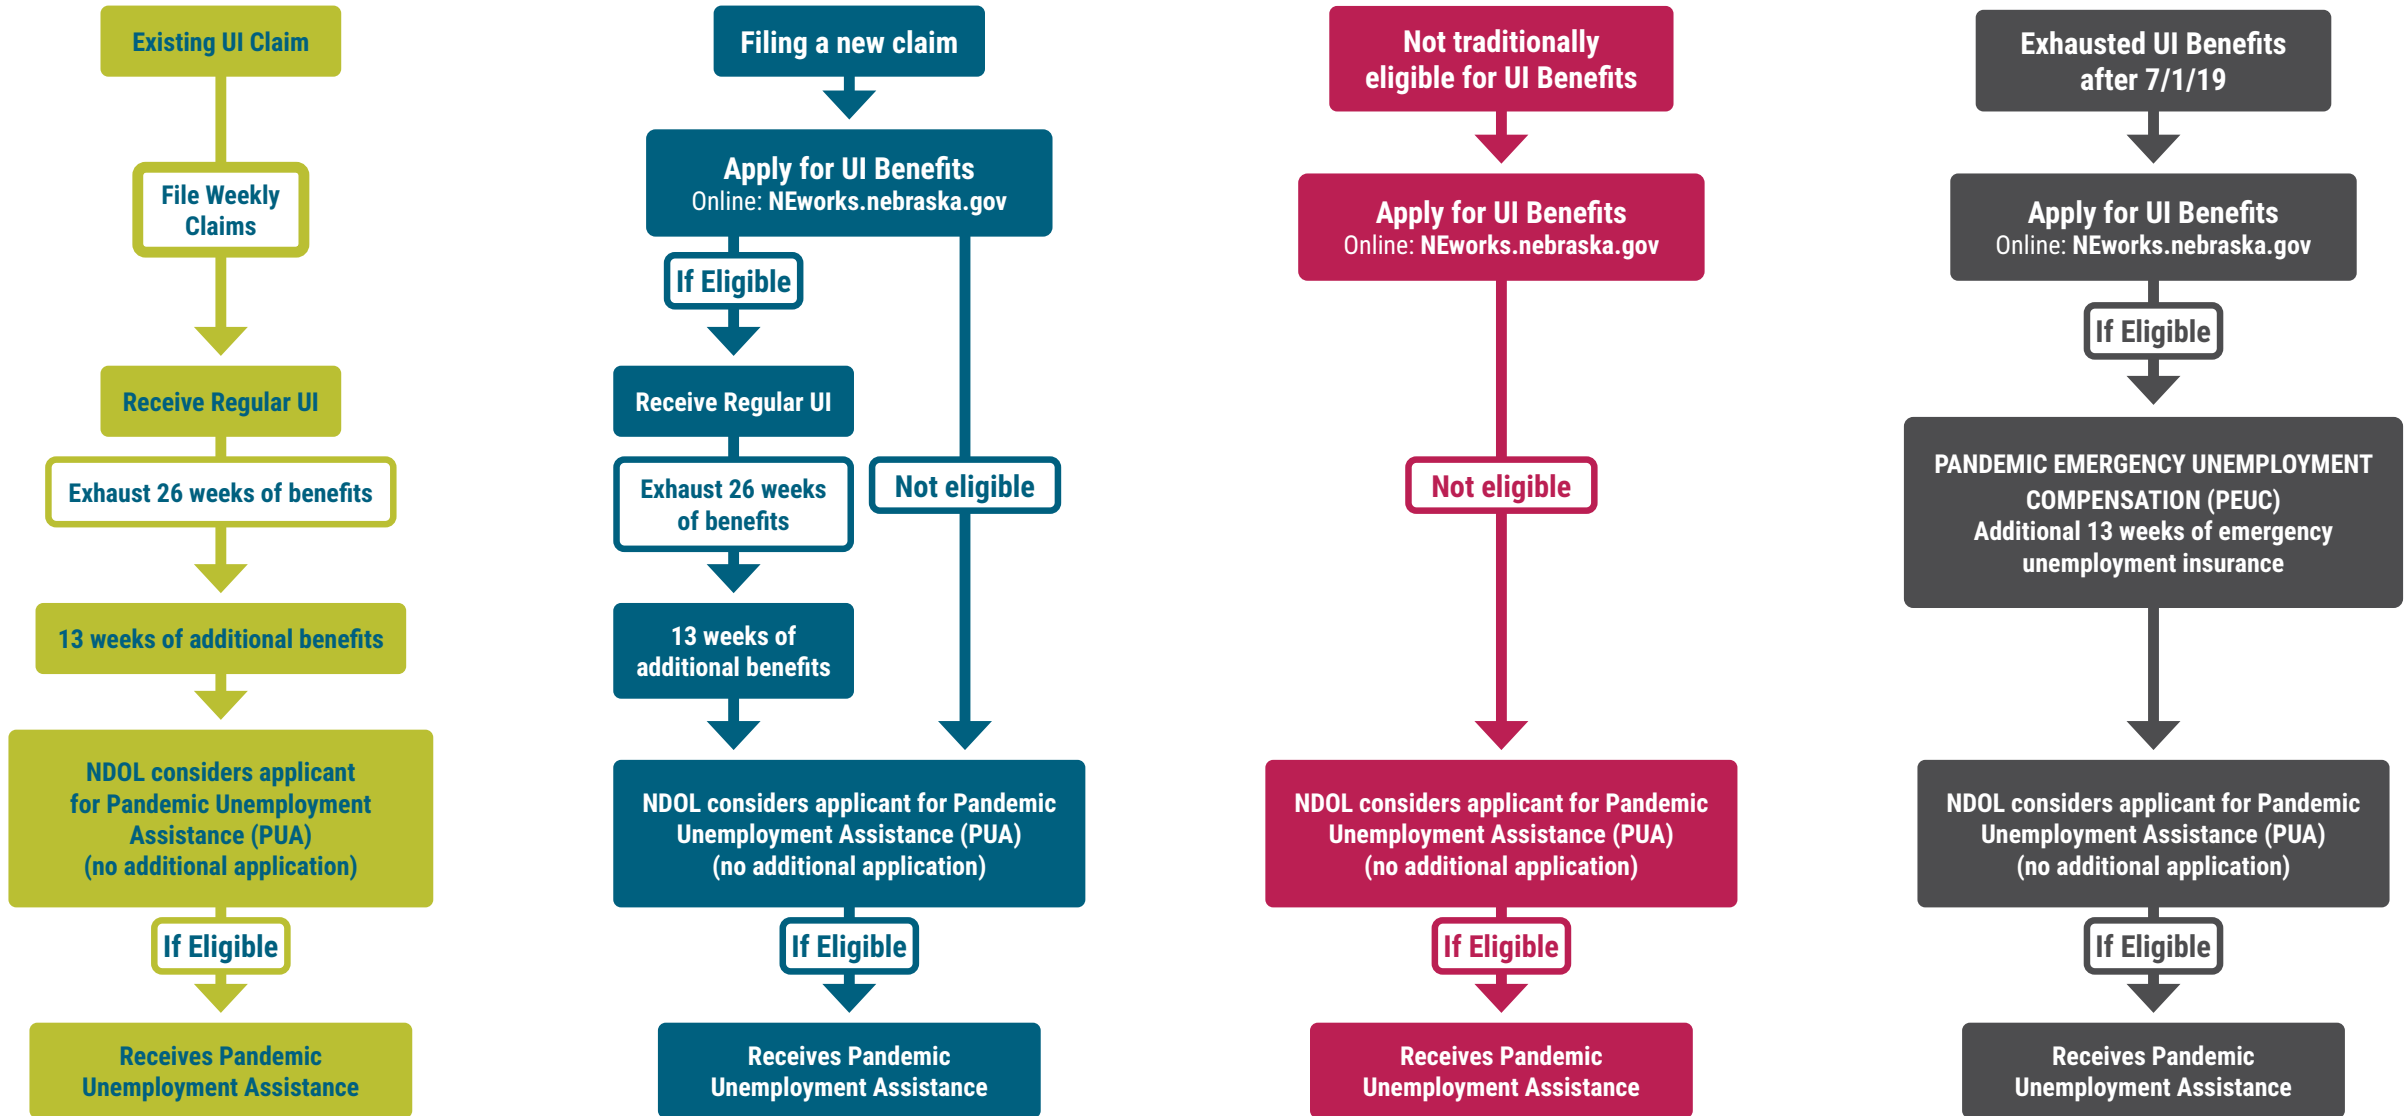 Existing UI Claim
File Weekly
Claims
Receive Regular UI
Exhaust 26 weeks of benefits
13 weeks of additional benefits
NDOL considers applicant
for Pandemic Unemployment
Assistance (PUA)
(no additional application)
If Eligible
Receives Pandemic
Unemployment Assistance
Filing a new claim
Apply for UI Benefits
Online: NEworks.nebraska.gov
If Eligible
Receive Regular UI
Exhaust 26 weeks
of benefits
13 weeks of
additional benefits
Not eligible
NDOL considers applicant for Pandemic
Unemployment Assistance (PUA)
(no additional application)
If Eligible
Receives Pandemic
Unemployment Assistance
Not traditionally
eligible for UI Benefits
Apply for UI Benefits
Online: NEworks.nebraska.gov
Not eligible
NDOL considers applicant for Pandemic
Unemployment Assistance (PUA)
(no additional application)
If Eligible
Receives Pandemic
Unemployment Assistance
Exhausted UI Benefits
after 7/1/19
Apply for UI Benefits
Online: NEworks.nebraska.gov
If Eligible
PANDEMIC EMERGENCY UNEMPLOYMENT
COMPENSATION (PEUC)
Additional 13 weeks of emergency
unemployment insurance
NDOL considers applicant for Pandemic
Unemployment Assistance (PUA)
(no additional application)
If Eligible
Receives Pandemic
Unemployment Assistance